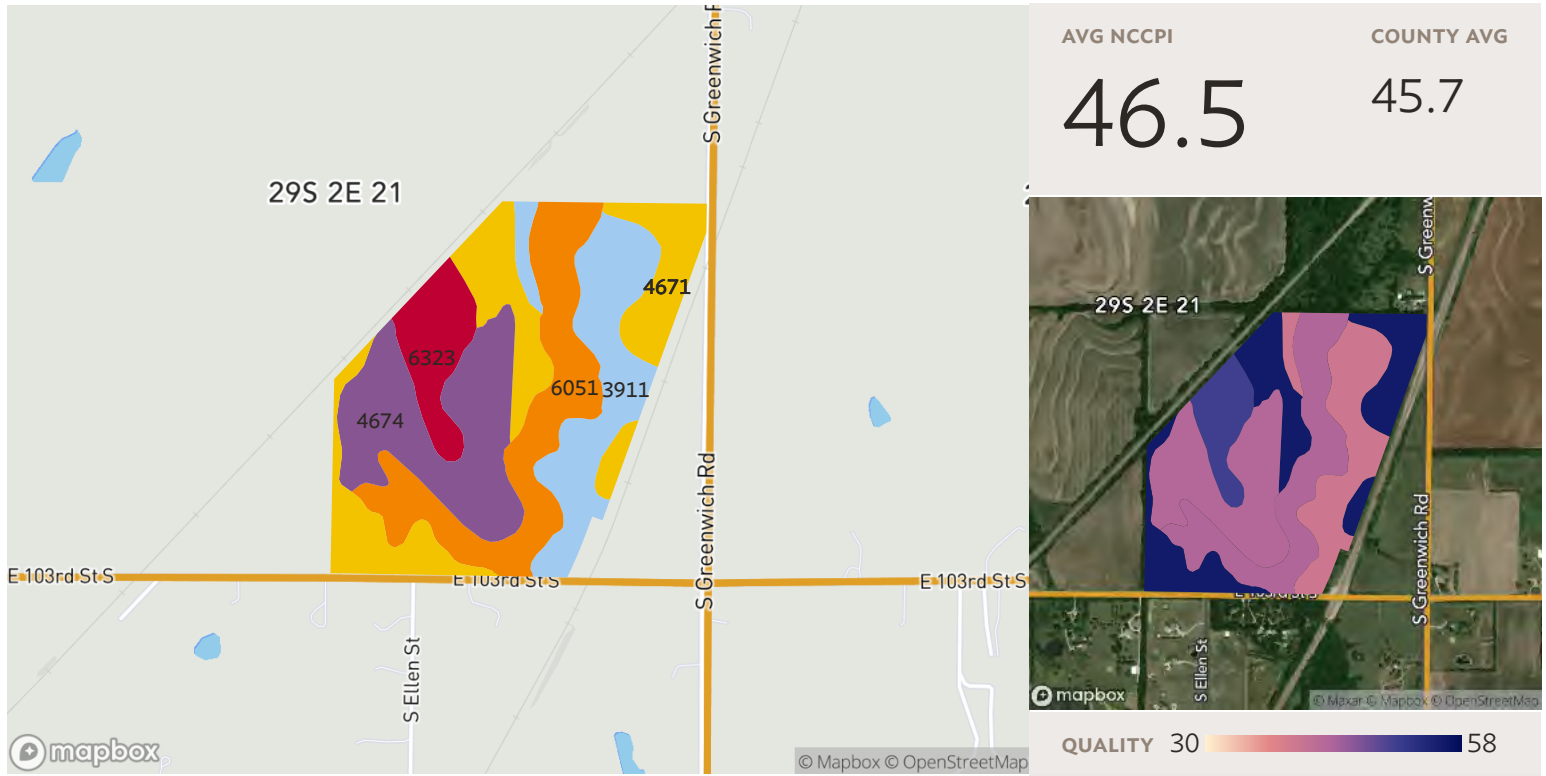 S Greenwich R
29S 2E 21
4671
6323
6051
3911
4674
S Greenwich Rd
E 103rd St S
E 103rd St S
E 103rd St S
S Ellen St
mapbox
© Mapbox © OpenStreetMap
AVG NCCPI
COUNTY AVG
46.5
45.7
S Greenw
29S 2E 21
S Greenwich Rd
E 103rd St S
S Ellen St
mapbox
© Maxar © Mapbox © OpenStreetMap
QUALITY 30
58